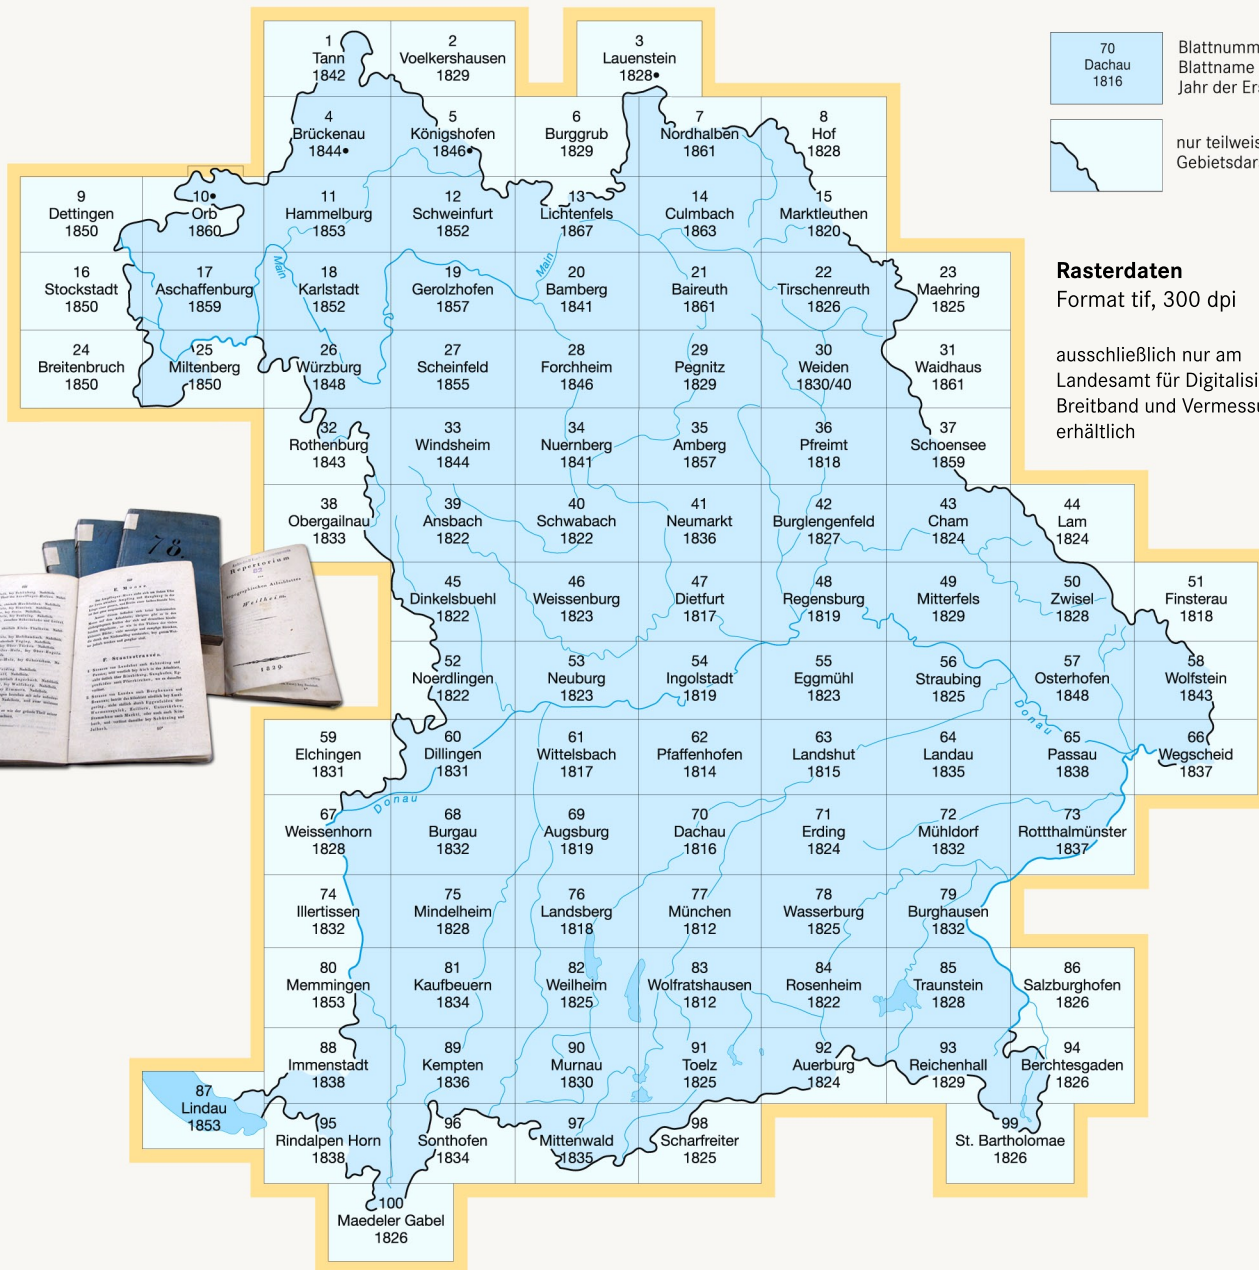 1
Tann
1842
2
Voelkershausen
1829
3
Lauenstein
1828•
4
Brückenau
1844•
5
Königshofen
1846•
6
Burggrub
1829
7
Nordhalben
1861
8
Hof
1828
9
Dettingen
1850
10•
Orb
1860
11
Hammelburg
1853
12
Schweinfurt
1852
13
Lichtenfels
1867
14
Culmbach
1863
15
Marktleuthen
1820
16
Stockstadt
1850
17
Aschaffenburg
1859
Main
18
Karlstadt
1852
19
Gerolzhofen
1857
Main
20
Bamberg
1841
21
Baireuth
1861
22
Tirschenreuth
1826
23
Maehring
1825
24
Breitenbruch
1850
25
Miltenberg
1850
26
Würzburg
1848
27
Scheinfeld
1855
28
Forchheim
1846
29
Pegnitz
1829
30
Weiden
1830/40
31
Waidhaus
1861
32
Rothenburg
1843
33
Windsheim
1844
34
Nuernberg
1841
35
Amberg
1857
36
Pfreimt
1818
37
Schoensee
1859
38
Obergailnau
1833
39
Ansbach
1822
40
Schwabach
1822
41
Neumarkt
1836
42
Burglengenfeld
1827
43
Cham
1824
44
Lam
1824
45
Dinkelsbuehl
1822
46
Weissenburg
1823
47
Dietfurt
1817
48
Regensburg
1819
49
Mitterfels
1829
50
Zwisel
1828
51
Finsterau
1818
52
Noerdlingen
1822
53
Neuburg
1823
54
Ingolstadt
1819
55
Eggmühl
1823
56
Straubing
1825
57
Osterhofen
1848
58
Wolfstein
1843
Donau
59
Elchingen
1831
60
Dillingen
1831
61
Wittelsbach
1817
62
Pfaffenhofen
1814
63
Landshut
1815
64
Landau
1835
65
Passau
1838
66
Wegscheid
1837
Donau
67
Weissenhorn
1828
68
Burgau
1832
69
Augsburg
1819
70
Dachau
1816
71
Erding
1824
72
Mühldorf
1832
73
Rottthalmünster
1837
74
Illertissen
1832
75
Mindelheim
1828
76
Landsberg
1818
77
München
1812
78
Wasserburg
1825
79
Burghausen
1832
80
Memmingen
1853
81
Kaufbeuern
1834
82
Weilheim
1825
83
Wolfratshausen
1812
84
Rosenheim
1822
85
Traunstein
1828
86
Salzburghofen
1826
87
Lindau
1853
88
Immenstadt
1838
89
Kempten
1836
90
Murnau
1830
91
Toelz
1825
92
Auerburg
1824
93
Reichenhall
1829
94
Berchtesgaden
1826
95
Rindalpen Horn
1838
96
Sonthofen
1834
97
Mittenwald
1835
98
Scharfreiter
1825
99
St. Bartholomae
1826
100
Maedeler Gabel
1826
70
Dachau
1816
Blattnumm
Blattname
Jahr der Er
nur teilweis
Gebietsdar
Rasterdaten
Format tif, 300 dpi
ausschließlich nur am
Landesamt für Digitalisi
Breitband und Vermess
erhältlich
78.
Repertorium
Weilheim.